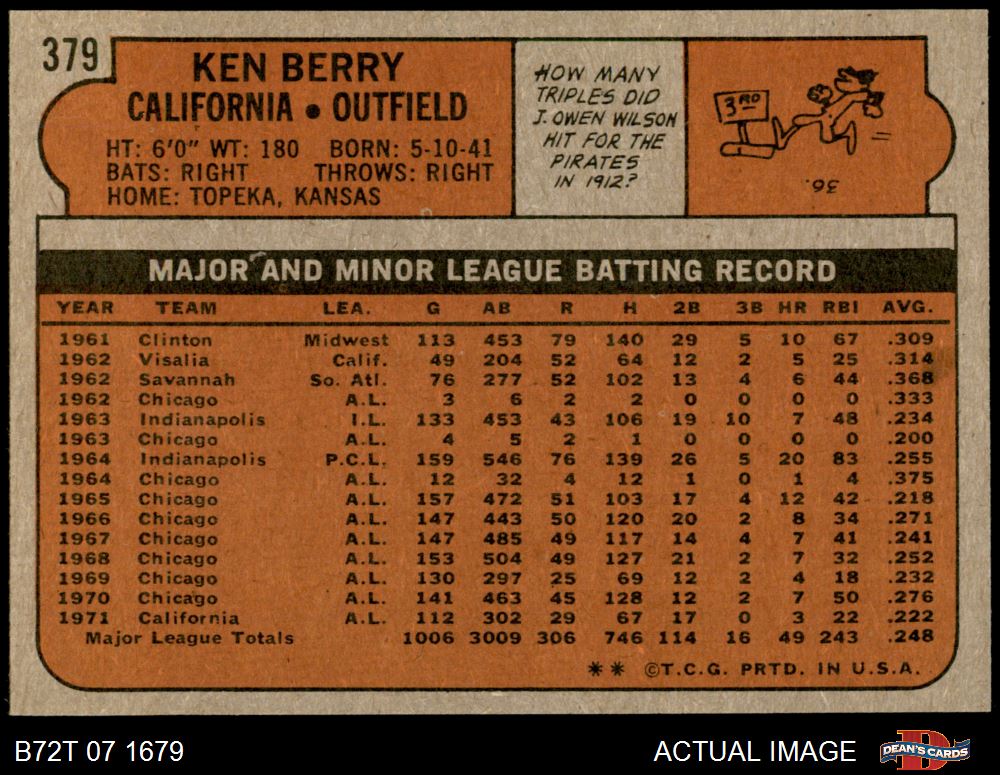 379
KEN BERRY
CALIFORNIA • OUTFIELD
HT: 6'0" WT: 180 BORN: 5-10-41
BATS: RIGHT THROWS: RIGHT
HOME: TOPEKA, KANSAS
HOW MANY
TRIPLES DID
J. OWEN WILSON
HIT FOR THE
PIRATES
IN 1912?
3RD
36.
MAJOR AND MINOR LEAGUE BATTING RECORD
YEAR TEAM LEA. G AB R H 2B 3B HR RBI AVG.
1961 Clinton Midwest 113 453 79 140 29 5 10 67 .309
1962 Visalia Calif. 49 204 52 64 12 2 5 25 .314
1962 Savannah So. Atl. 76 277 52 102 13 4 6 44 .368
1962 Chicago A.L. 3 6 2 2 0 0 0 0 .333
1963 Indianapolis I.L. 133 453 43 106 19 10 7 48 .234
1963 Chicago A.L. 4 5 2 1 0 0 0 0 .200
1964 Indianapolis P.C.L. 159 546 76 139 26 5 20 83 .255
1964 Chicago A.L. 12 32 4 12 1 0 1 4 .375
1965 Chicago A.L. 157 472 51 103 17 4 12 42 .218
1966 Chicago A.L. 147 443 50 120 20 2 8 34 .271
1967 Chicago A.L. 147 485 49 117 14 4 7 41 .241
1968 Chicago A.L. 153 504 49 127 21 2 7 32 .252
1969 Chicago A.L. 130 297 25 69 12 2 4 18 .232
1970 Chicago A.L. 141 463 45 128 12 2 7 50 .276
1971 California A.L. 112 302 29 67 17 0 3 22 .222
Major League Totals 1006 3009 306 746 114 16 49 243 .248
** ©T.C.G. PRTD. IN U.S.A.
B72T 07 1679
ACTUAL IMAGE
D
DEAN'S CARDS